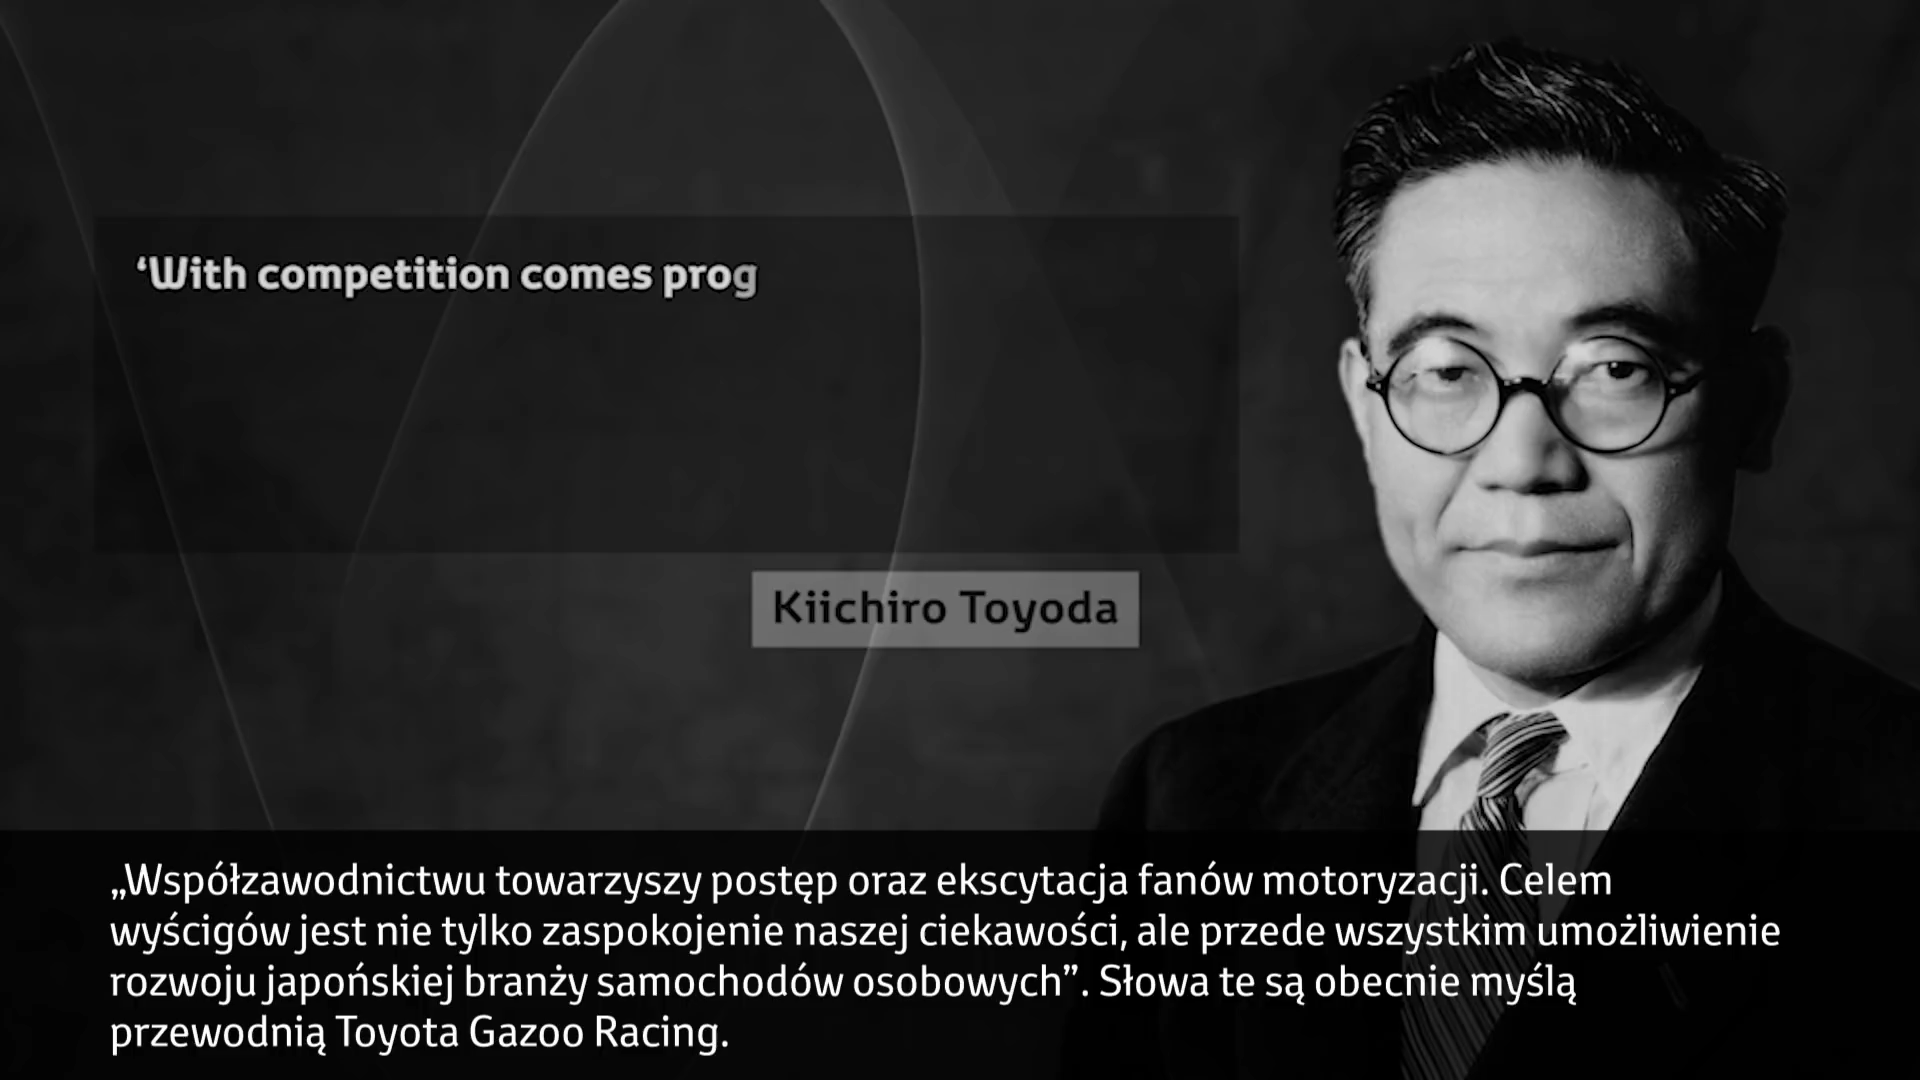 ‘With competition comes prog
Kiichiro Toyoda
„Współzawodnictwu towarzyszy postęp oraz ekscytacja fanów motoryzacji. Celem
wyścigów jest nie tylko zaspokojenie naszej ciekawości, ale przede wszystkim umożliwienie
rozwoju japońskiej branży samochodów osobowych”. Słowa te są obecnie myślą
przewodnią Toyota Gazoo Racing.